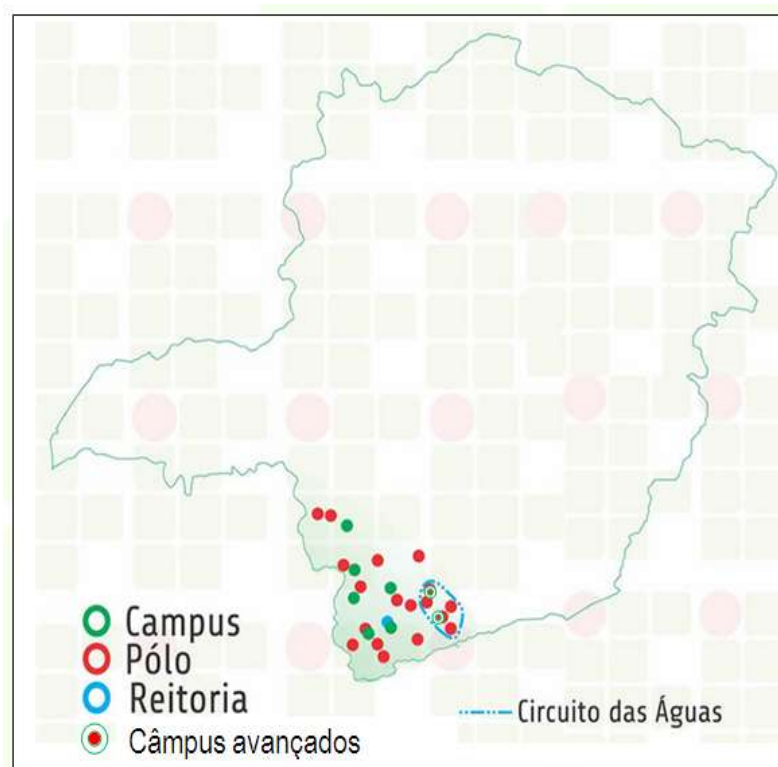 Campus
Pólo
Reitoria
Câmpus avançados
Circuito das Águas